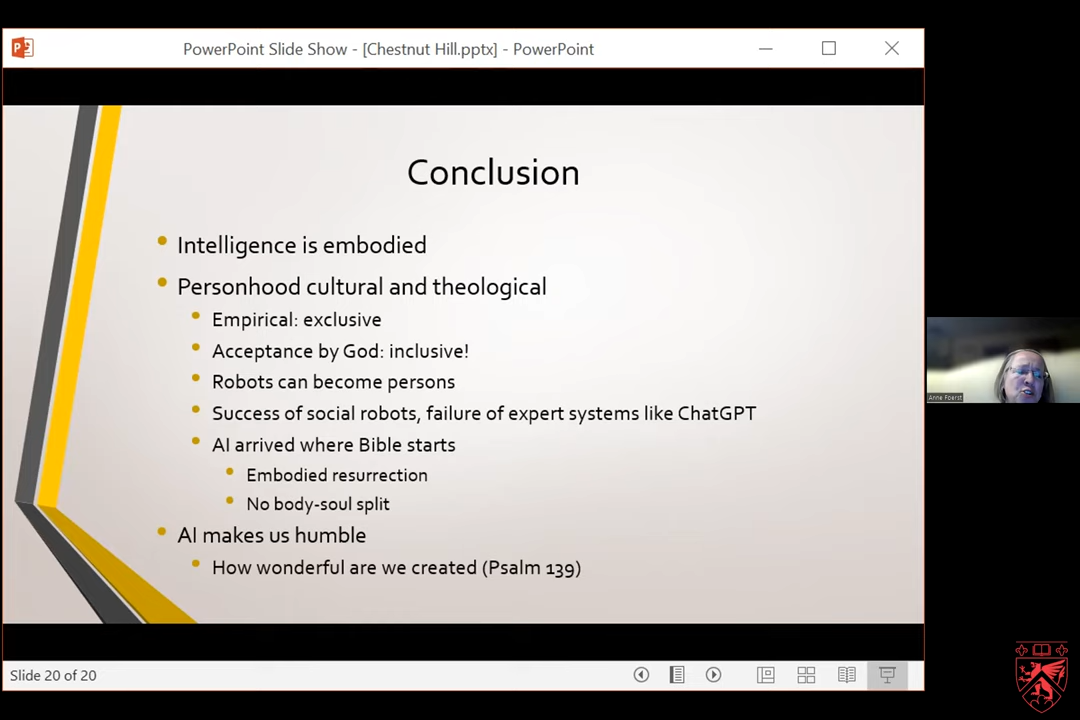 PowerPoint Slide Show - [Chestnut Hill.pptx] - PowerPoint
Conclusion
Intelligence is embodied
Personhood cultural and theological
Empirical: exclusive
Acceptance by God: inclusive!
Robots can become persons
Success of social robots, failure of expert systems like ChatGPT
AI arrived where Bible starts
Embodied resurrection
No body-soul split
AI makes us humble
How wonderful are we created (Psalm 139)
Anne Foerst
Slide 20 of 20